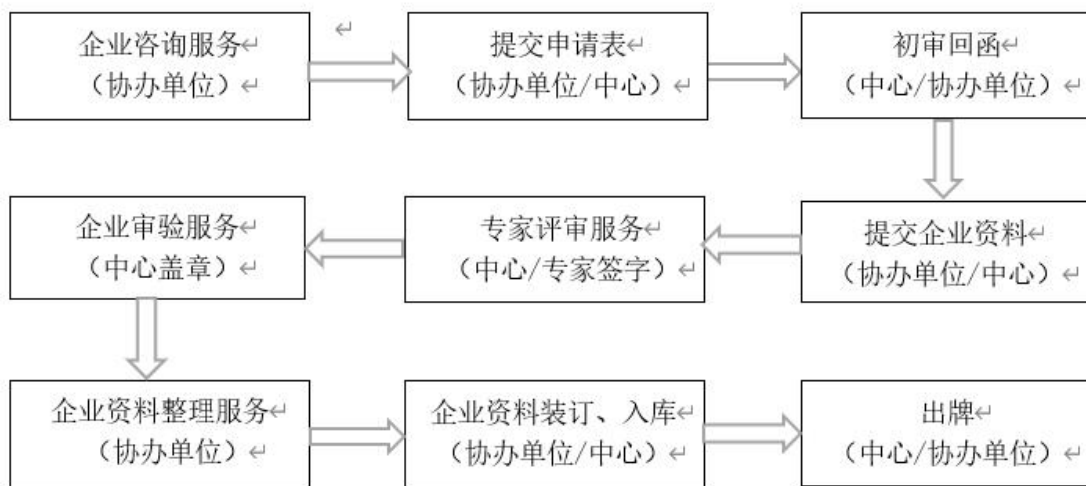 企业咨询服务
（协办单位）
提交申请表
（协办单位/中心）
初审回函
（中心/协办单位）
提交企业资料
（协办单位/中心）
专家评审服务
（中心/专家签字）
企业审验服务
（中心盖章）
企业资料整理服务
（协办单位）
企业资料装订、入库
（协办单位/中心）
出牌
（中心/协办单位）